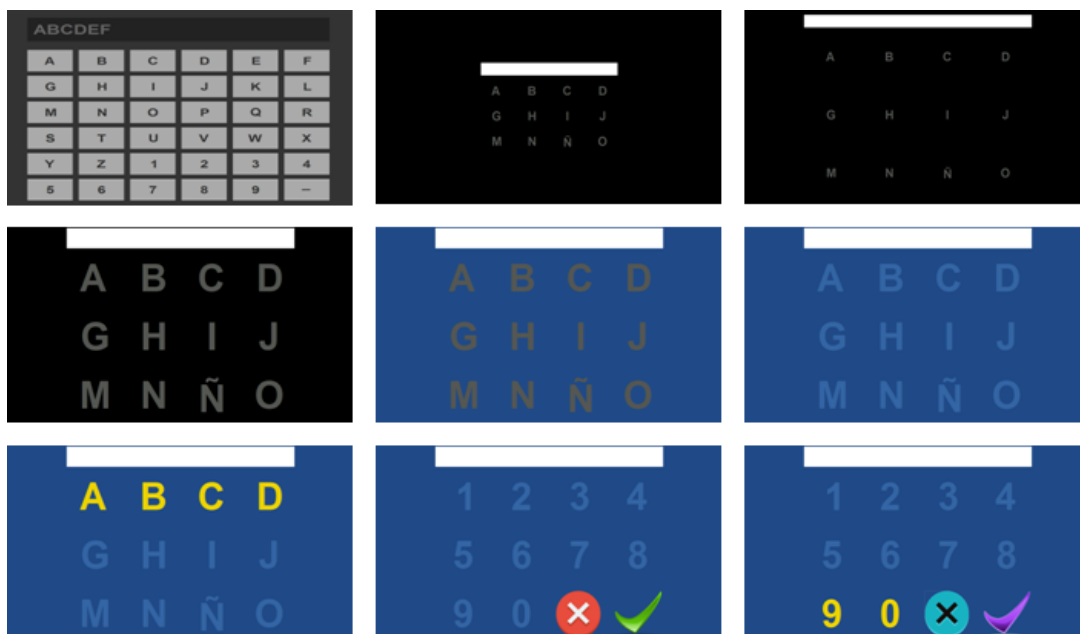 ABCDEF
A B C D E F
G H I J K L
M N O P Q R
S T U V W X
Y Z 1 2 3 4
5 6 7 8 9 –
A B C D
G H I J
M N Ñ O
A B C D
G H I J
M N Ñ O
A B C D
G H I J
M N Ñ O
A B C D
G H I J
M N Ñ O
A B C D
G H I J
M N Ñ O
A B C D
G H I J
M N Ñ O
1 2 3 4
5 6 7 8
9 0
1 2 3 4
5 6 7 8
9 0